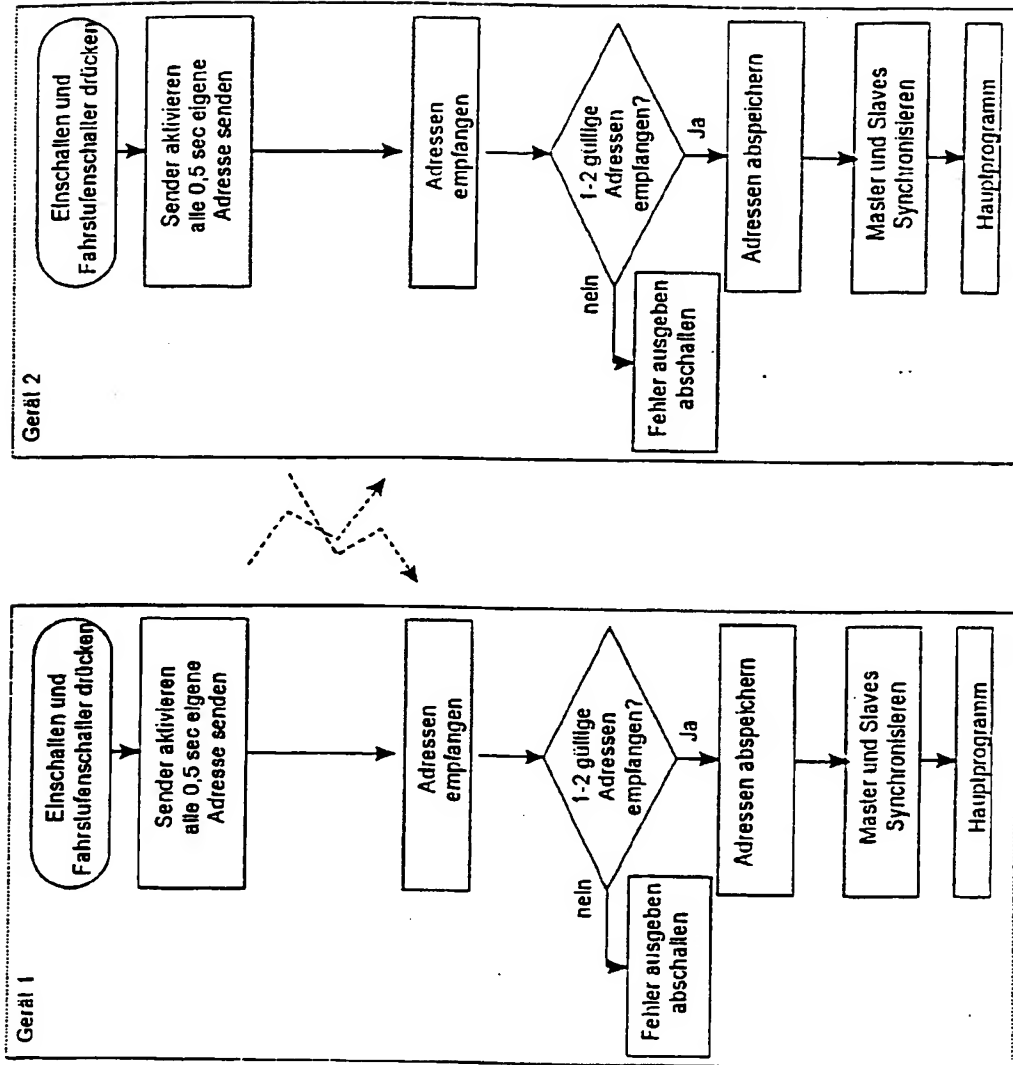 Gerät 1
Einschalten und
Fahrstufenschalter drücken
Sender aktivieren
alle 0,5 sec eigene
Adresse senden
Adressen
empfangen
1-2 gültige
Adressen
empfangen?
nein
Ja
Fehler ausgeben
abschalten
Adressen abspeichern
Master und Slaves
Synchronisieren
Hauptprogramm
Gerät 2
Einschalten und
Fahrstufenschalter drücken
Sender aktivieren
alle 0,5 sec eigene
Adresse senden
Adressen
empfangen
1-2 gültige
Adressen
empfangen?
nein
Ja
Fehler ausgeben
abschalten
Adressen abspeichern
Master und Slaves
Synchronisieren
Hauptprogramm